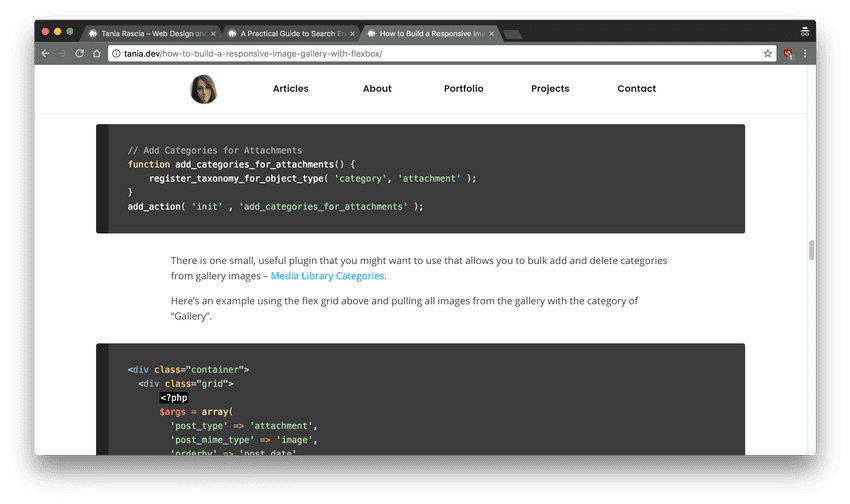 Tania Rascia – Web Design and
A Practical Guide to Search En
How to Build a Responsive Ima
tania.dev/how-to-build-a-responsive-image-gallery-with-flexbox/
1
Articles About Portfolio Projects Contact
// Add Categories for Attachments
function add_categories_for_attachments() {
register_taxonomy_for_object_type( 'category', 'attachment' );
}
add_action( 'init' , 'add_categories_for_attachments' );
There is one small, useful plugin that you might want to use that allows you to bulk add and delete categories
from gallery images – Media Library Categories.
Here’s an example using the flex grid above and pulling all images from the gallery with the category of
“Gallery”.
<div class="container">
<div class="grid">
<?php
$args = array(
'post_type' => 'attachment',
'post_mime_type' => 'image',
'orderby' => 'post_date'